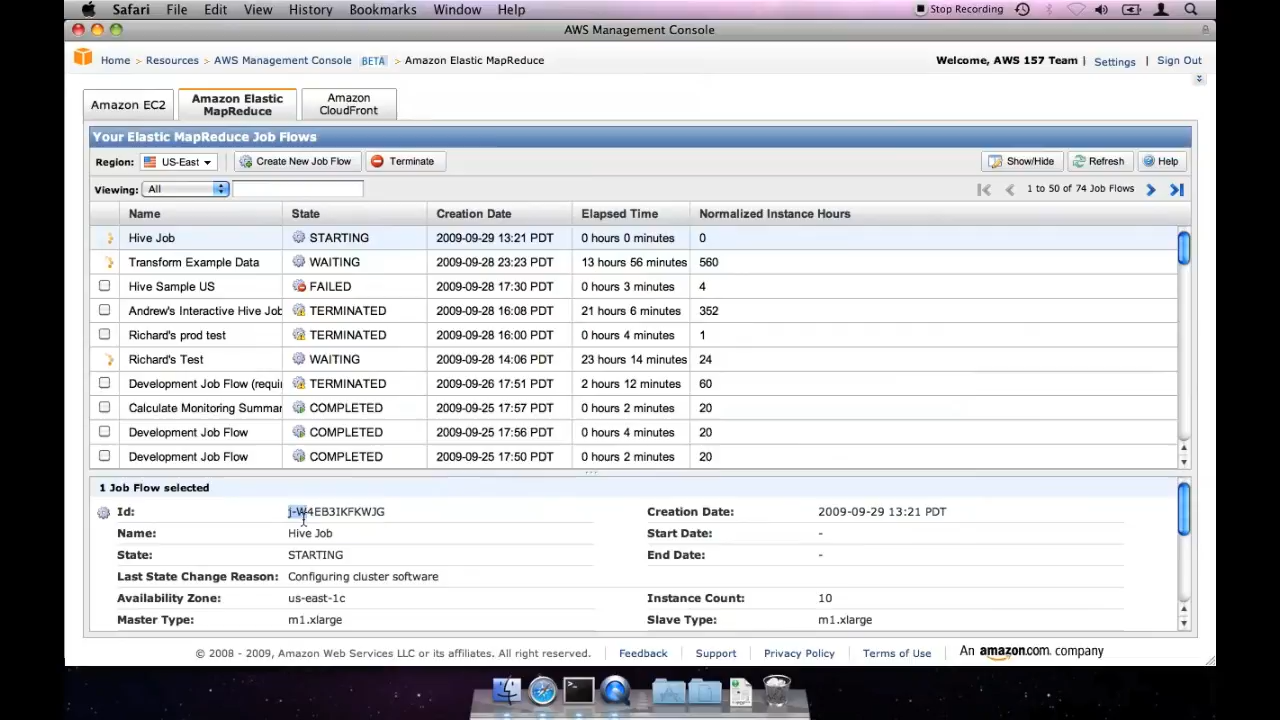 Safari File Edit View History Bookmarks Window Help Stop Recording
AWS Management Console
Home > Resources > AWS Management Console BETA > Amazon Elastic MapReduce Welcome, AWS 157 Team | Settings | Sign Out
Amazon EC2
Amazon Elastic MapReduce
Amazon CloudFront
Your Elastic MapReduce Job Flows
Region: US-East Create New Job Flow Terminate Show/Hide Refresh Help
Viewing: All 1 to 50 of 74 Job Flows
Name State Creation Date Elapsed Time Normalized Instance Hours
Hive Job STARTING 2009-09-29 13:21 PDT 0 hours 0 minutes 0
Transform Example Data WAITING 2009-09-28 23:23 PDT 13 hours 56 minutes 560
Hive Sample US FAILED 2009-09-28 17:30 PDT 0 hours 3 minutes 4
Andrew's Interactive Hive Job TERMINATED 2009-09-28 16:08 PDT 21 hours 6 minutes 352
Richard's prod test TERMINATED 2009-09-28 16:00 PDT 0 hours 4 minutes 1
Richard's Test WAITING 2009-09-28 14:06 PDT 23 hours 14 minutes 24
Development Job Flow (requi TERMINATED 2009-09-26 17:51 PDT 2 hours 12 minutes 60
Calculate Monitoring Summar COMPLETED 2009-09-25 17:57 PDT 0 hours 2 minutes 20
Development Job Flow COMPLETED 2009-09-25 17:56 PDT 0 hours 4 minutes 20
Development Job Flow COMPLETED 2009-09-25 17:50 PDT 0 hours 2 minutes 20
1 Job Flow selected
Id: j-W4EB3IKFKWJG Creation Date: 2009-09-29 13:21 PDT
Name: Hive Job Start Date: -
State: STARTING End Date: -
Last State Change Reason: Configuring cluster software
Availability Zone: us-east-1c Instance Count: 10
Master Type: m1.xlarge Slave Type: m1.xlarge
© 2008 - 2009, Amazon Web Services LLC or its affiliates. All right reserved. | Feedback | Support | Privacy Policy | Terms of Use An amazon.com company